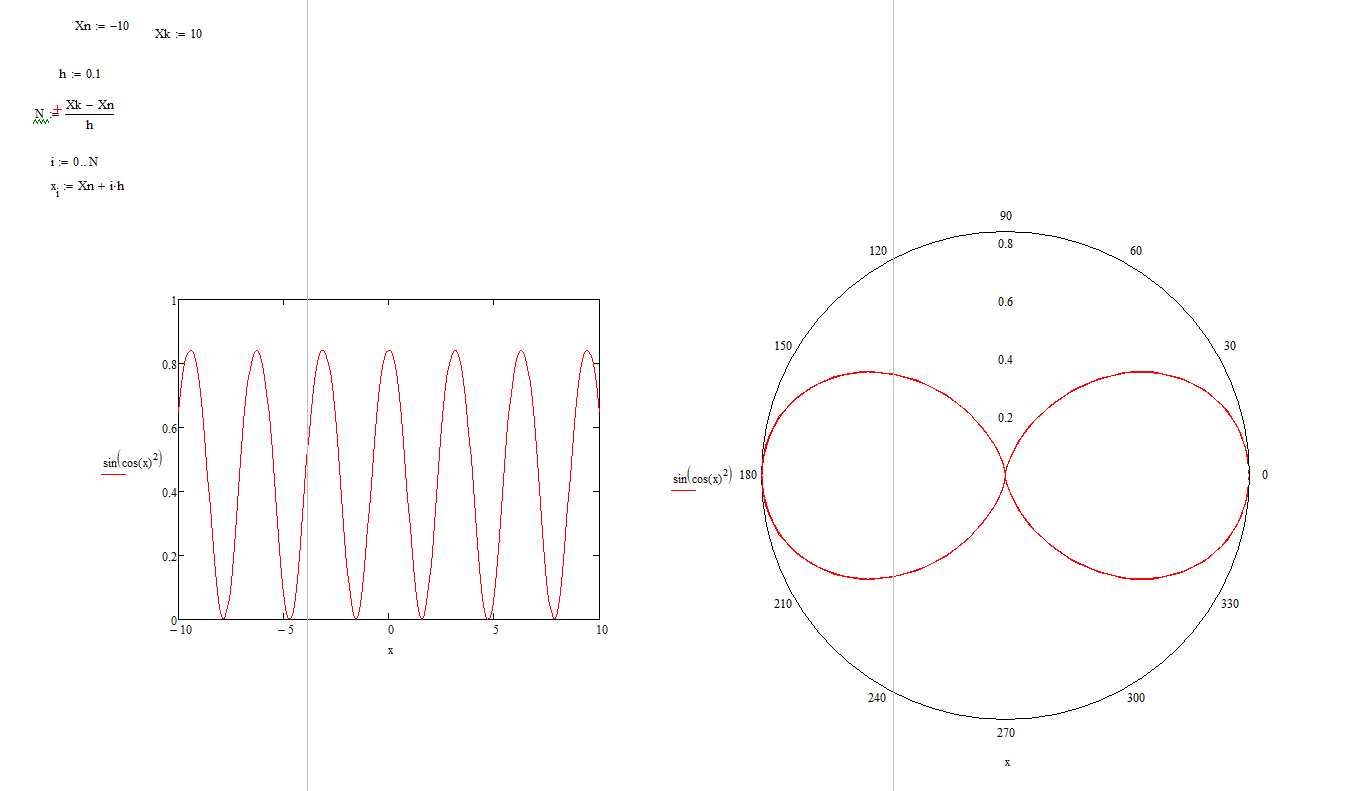 Xn := −10
Xk := 10
h := 0.1
N := Xk − Xn
h
i := 0.. N
xᵢ := Xn + i·h
1
0.8
0.6
sin(cos(x)²)
0.4
0.2
0
−10 −5 0 5 10
x
90
120 0.8 60
0.6
150 30
0.4
0.2
sin(cos(x)²) 180 0
210 330
240 300
270
x